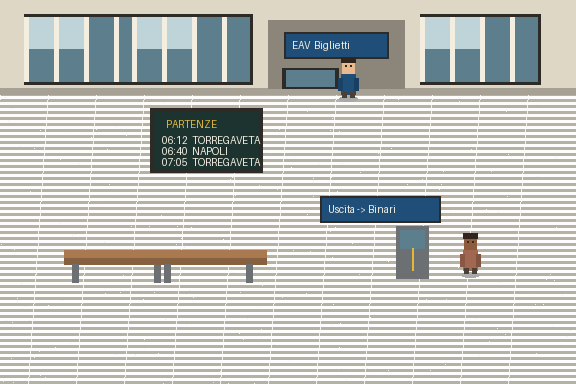 EAV Biglietti
PARTENZE
06:12 TORREGAVETA
06:40 NAPOLI
07:05 TORREGAVETA
Uscita -> Binari